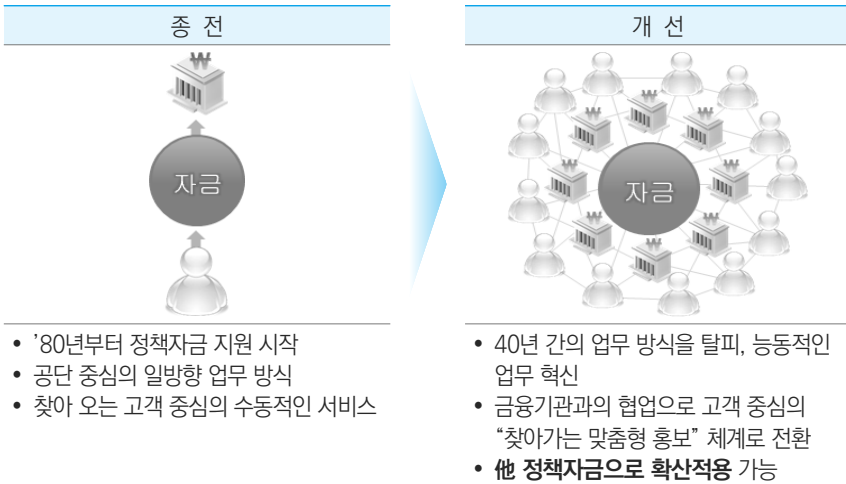 종 전
₩
자금
• ’80년부터 정책자금 지원 시작
• 공단 중심의 일방향 업무 방식
• 찾아 오는 고객 중심의 수동적인 서비스
개 선
₩
₩ ₩
₩ 자금 ₩
₩ ₩
₩
• 40년 간의 업무 방식을 탈피, 능동적인
업무 혁신
• 금융기관과의 협업으로 고객 중심의
“찾아가는 맞춤형 홍보” 체계로 전환
• 他 정책자금으로 확산적용 가능